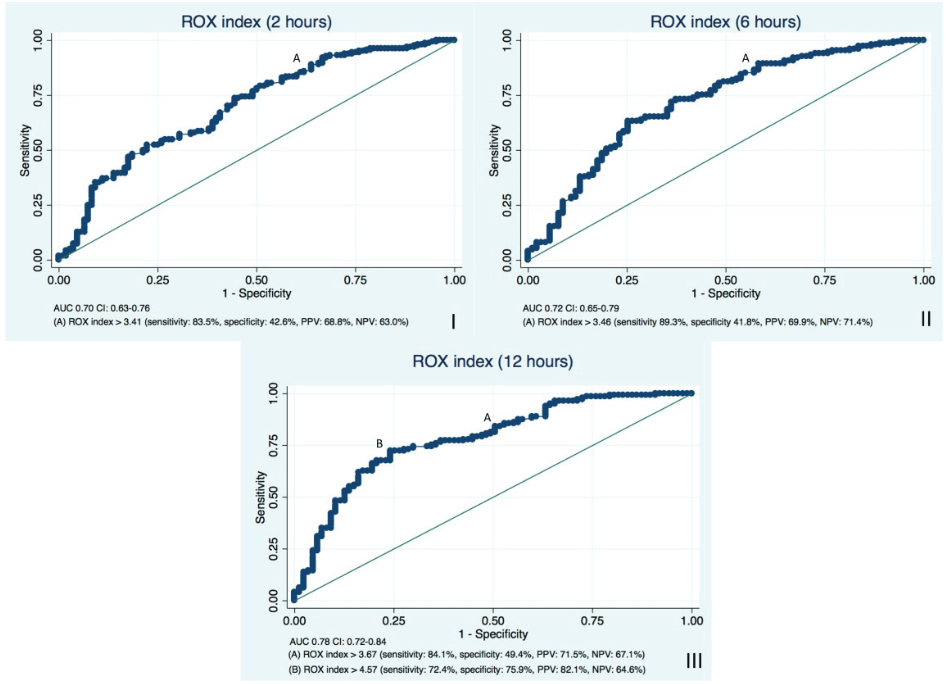 ROX index (2 hours)
1.00
A
0.75
Sensitivity
0.50
0.25
0.00
0.00 0.25 0.50 0.75 1.00
1 - Specificity
AUC 0.70 CI: 0.63-0.76
(A) ROX index > 3.41 (sensitivity: 83.5%, specificity: 42.6%, PPV: 68.8%, NPV: 63.0%)
I
ROX index (6 hours)
1.00
A
0.75
Sensitivity
0.50
0.25
0.00
0.00 0.25 0.50 0.75 1.00
1 - Specificity
AUC 0.72 CI: 0.65-0.79
(A) ROX index > 3.46 (sensitivity 89.3%, specificity 41.8%, PPV: 69.9%, NPV: 71.4%)
II
ROX index (12 hours)
1.00
A
0.75
B
Sensitivity
0.50
0.25
0.00
0.00 0.25 0.50 0.75 1.00
1 - Specificity
AUC 0.78 CI: 0.72-0.84
(A) ROX index > 3.67 (sensitivity: 84.1%, specificity: 49.4%, PPV: 71.5%, NPV: 67.1%)
(B) ROX index > 4.57 (sensitivity: 72.4%, specificity: 75.9%, PPV: 82.1%, NPV: 64.6%)
III